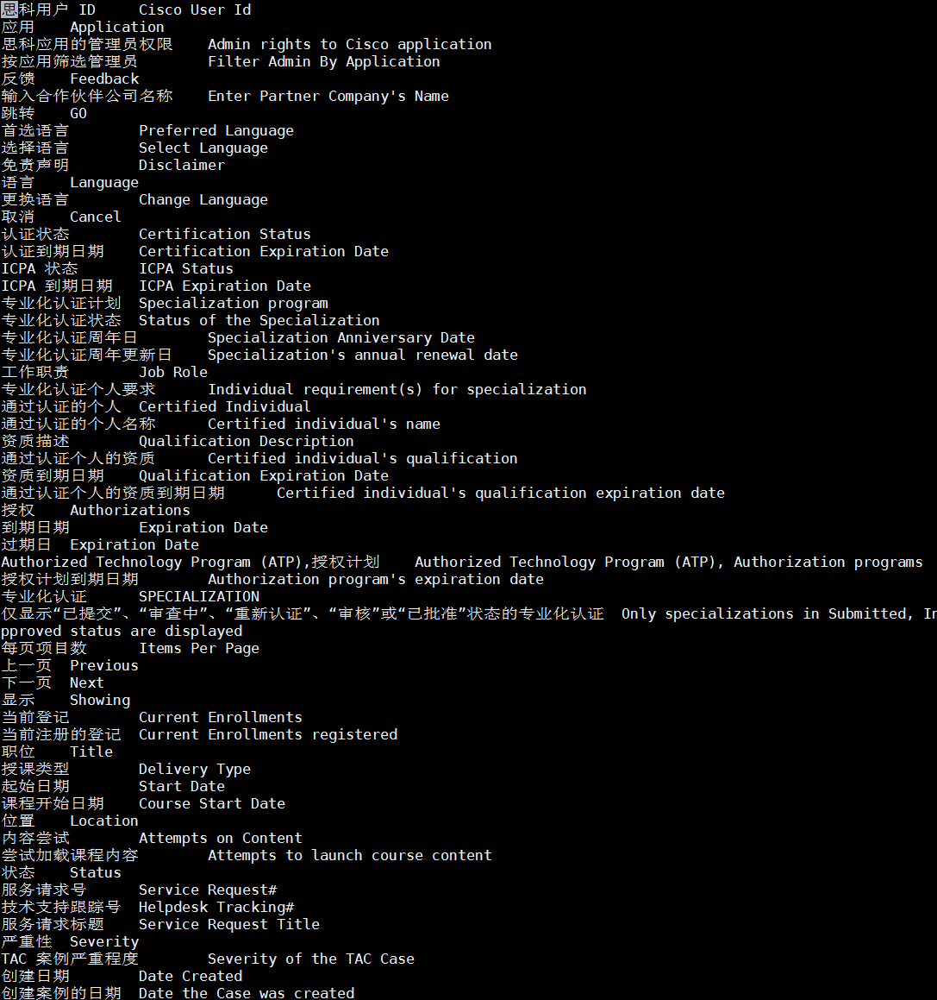 思科用户 ID Cisco User Id
应用 Application
思科应用的管理员权限 Admin rights to Cisco application
按应用筛选管理员 Filter Admin By Application
反馈 Feedback
输入合作伙伴公司名称 Enter Partner Company's Name
跳转 GO
首选语言 Preferred Language
选择语言 Select Language
免责声明 Disclaimer
语言 Language
更换语言 Change Language
取消 Cancel
认证状态 Certification Status
认证到期日期 Certification Expiration Date
ICPA 状态 ICPA Status
ICPA 到期日期 ICPA Expiration Date
专业化认证计划 Specialization program
专业化认证状态 Status of the Specialization
专业化认证周年日 Specialization Anniversary Date
专业化认证周年更新日 Specialization's annual renewal date
工作职责 Job Role
专业化认证个人要求 Individual requirement(s) for specialization
通过认证的个人 Certified Individual
通过认证的个人名称 Certified individual's name
资质描述 Qualification Description
通过认证个人的资质 Certified individual's qualification
资质到期日期 Qualification Expiration Date
通过认证个人的资质到期日期 Certified individual's qualification expiration date
授权 Authorizations
到期日期 Expiration Date
过期日 Expiration Date
Authorized Technology Program (ATP),授权计划 Authorized Technology Program (ATP), Authorization programs
授权计划到期日期 Authorization program's expiration date
专业化认证 SPECIALIZATION
仅显示“已提交”、“审查中”、“重新认证”、“审核”或“已批准”状态的专业化认证 Only specializations in Submitted, In
pproved status are displayed
每页项目数 Items Per Page
上一页 Previous
下一页 Next
显示 Showing
当前登记 Current Enrollments
当前注册的登记 Current Enrollments registered
职位 Title
授课类型 Delivery Type
起始日期 Start Date
课程开始日期 Course Start Date
位置 Location
内容尝试 Attempts on Content
尝试加载课程内容 Attempts to launch course content
状态 Status
服务请求号 Service Request#
技术支持跟踪号 Helpdesk Tracking#
服务请求标题 Service Request Title
严重性 Severity
TAC 案例严重程度 Severity of the TAC Case
创建日期 Date Created
创建案例的日期 Date the Case was created